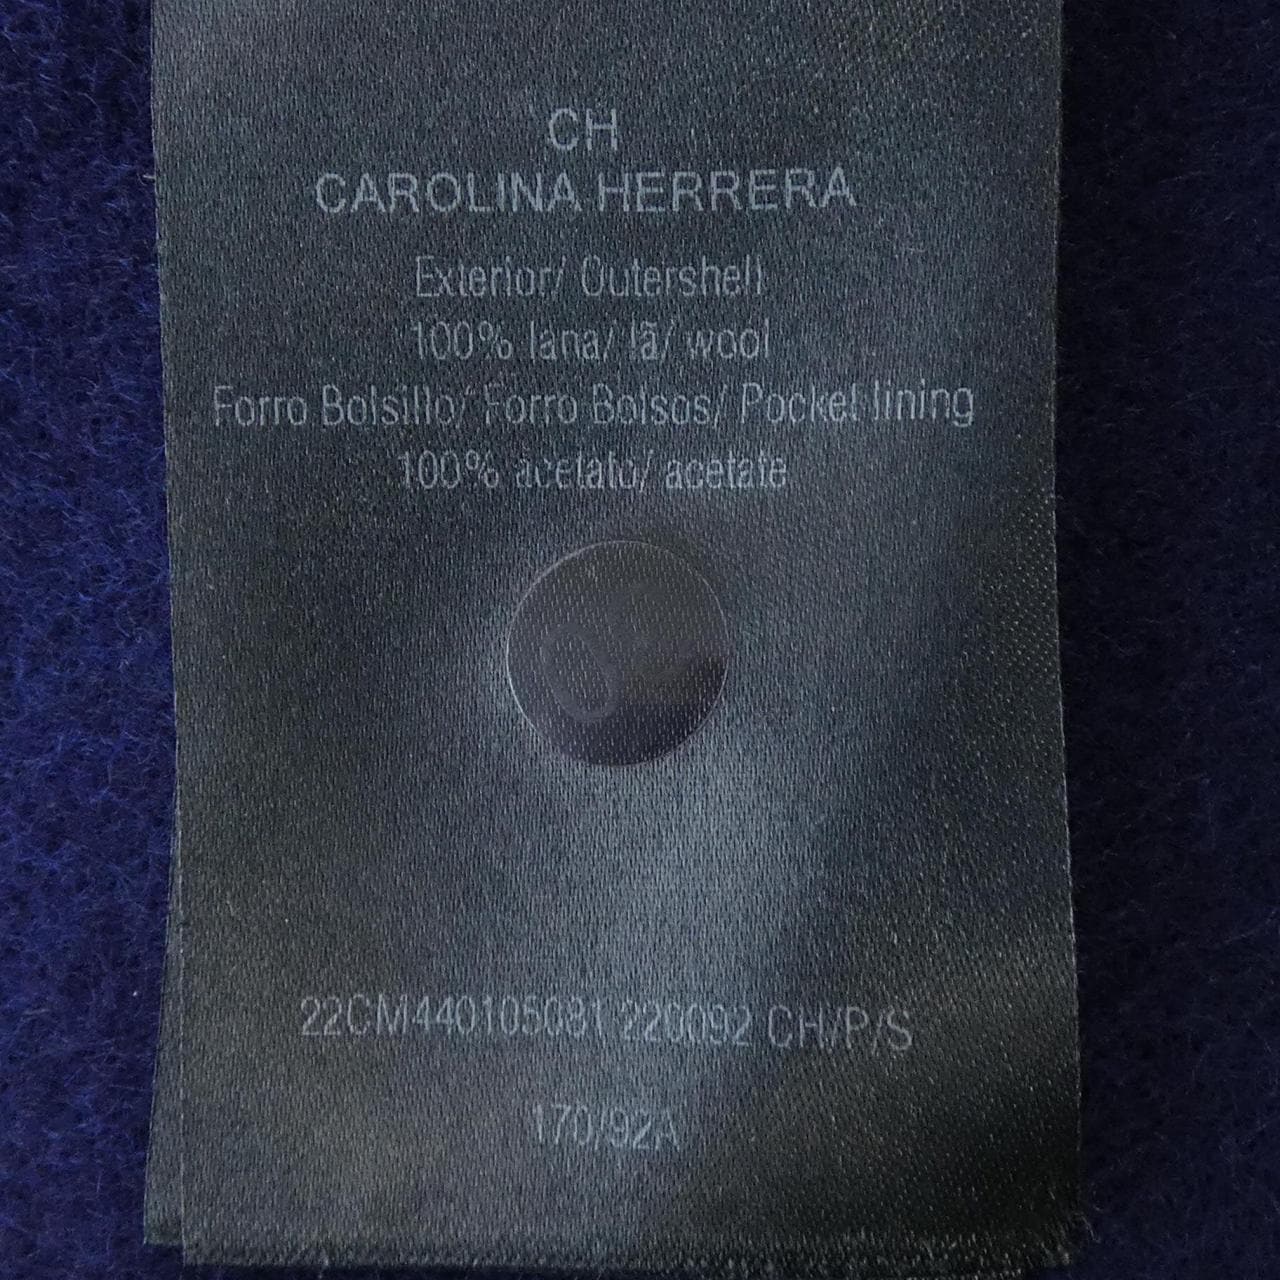 CH
CAROLINA HERRERA
Exterior/ Outershell
100% lana/ lã/ wool
Forro Bolsillo/ Forro Bolsos/ Pocket lining
100% acetato/ acetate
22CM440105081 220092 CH/P/S
170/92A